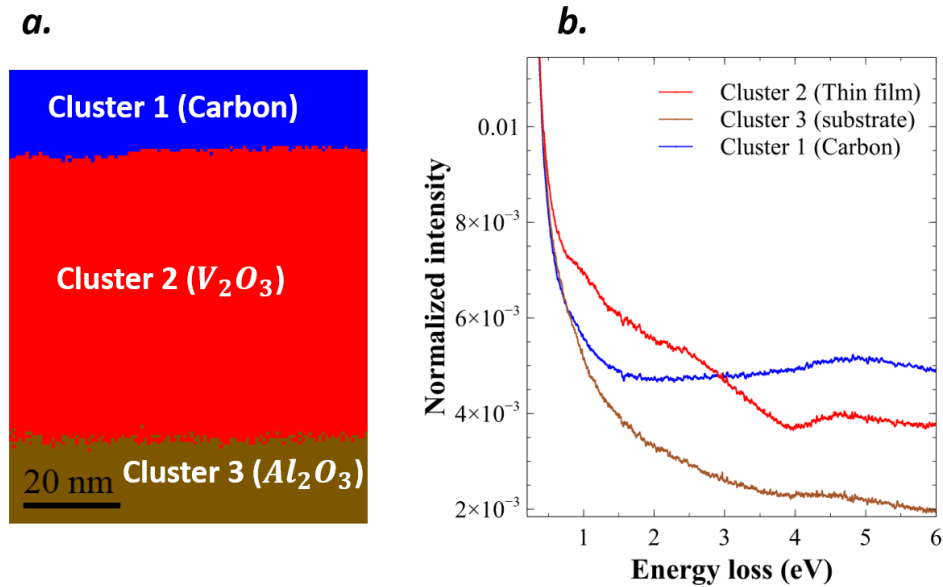 a.
Cluster 1 (Carbon)
Cluster 2 (V₂O₃)
Cluster 3 (Al₂O₃)
20 nm
b.
Cluster 2 (Thin film)
Cluster 3 (substrate)
Cluster 1 (Carbon)
0.01
8×10⁻³
6×10⁻³
4×10⁻³
2×10⁻³
Normalized intensity
1 2 3 4 5 6
Energy loss (eV)